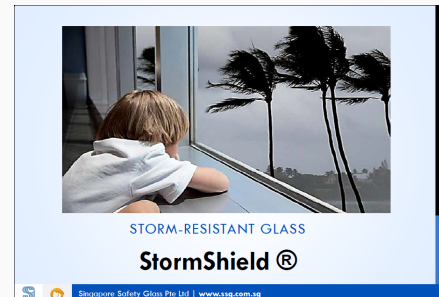 STORM-RESISTANT GLASS
StormShield ®
Singapore Safety Glass Pte Ltd | www.ssg.com.sg